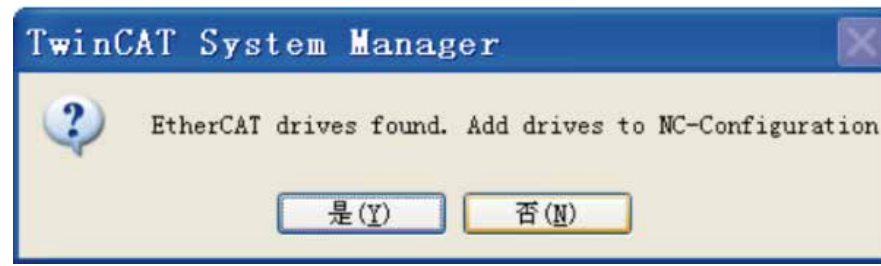 TwinCAT System Manager
EtherCAT drives found. Add drives to NC-Configuration
是(Y)
否(N)